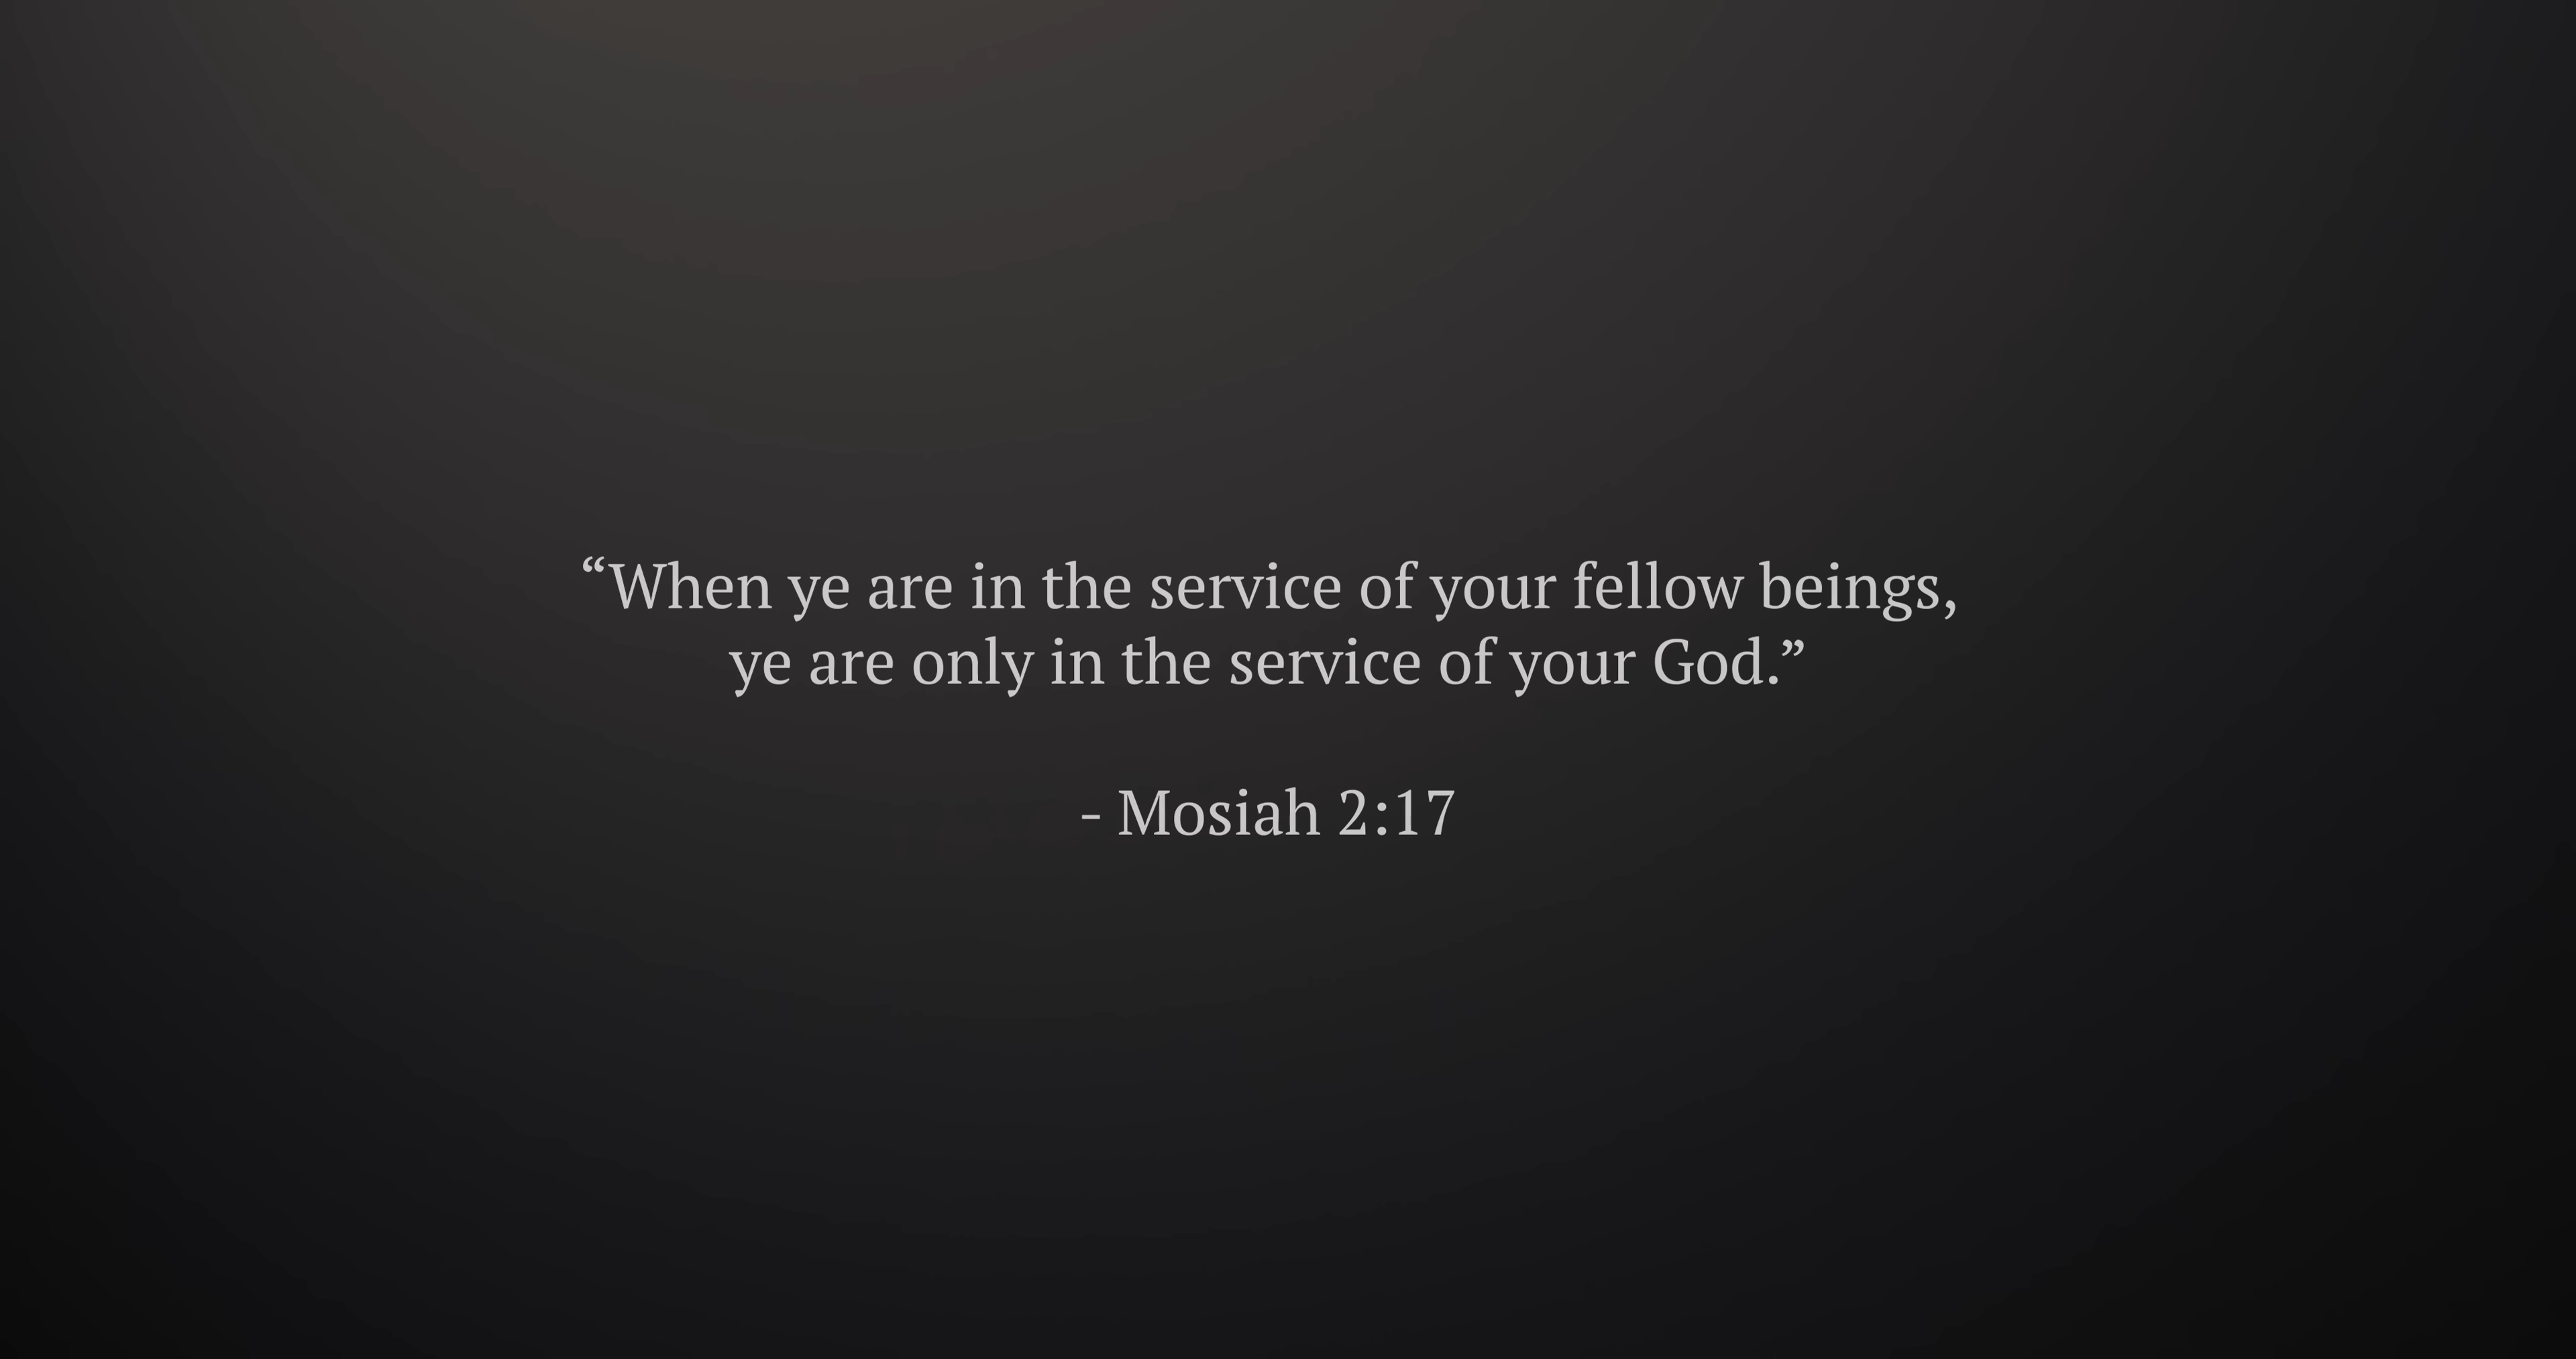 “When ye are in the service of your fellow beings,
ye are only in the service of your God.”
- Mosiah 2:17